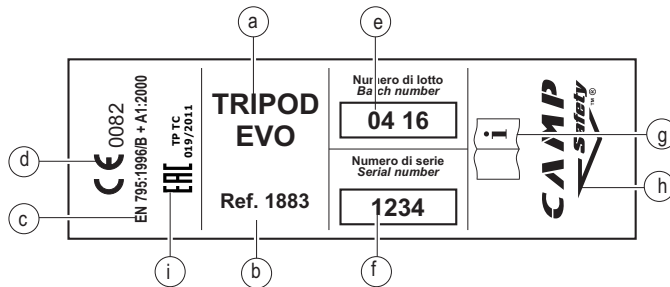 a
e
d
c
i
b
f
g
h
CE 0082
EN 795:1996/B + A1:2000
EAC
TP TC
019/2011
TRIPOD
EVO
Ref. 1883
Numero di lotto
Batch number
04 16
Numero di serie
Serial number
1234
i
CAMP
Safety
™®